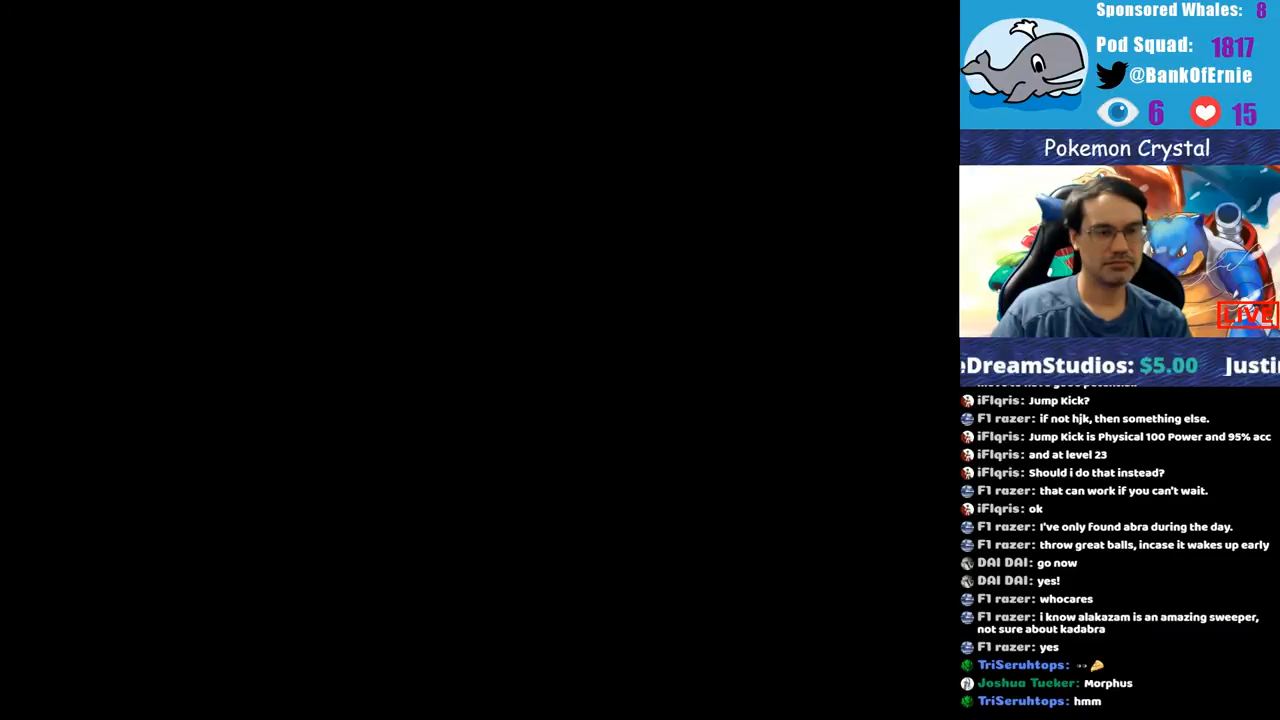 Sponsored Whales: 8
Pod Squad: 1817
@BankOfErnie
6 15
Pokemon Crystal
LIVE
eDreamStudios: $5.00 Justi
iFlqris: Jump Kick?
F1 razer: if not hjk, then something else.
iFlqris: Jump Kick is Physical 100 Power and 95% acc
iFlqris: and at level 23
iFlqris: Should i do that instead?
F1 razer: that can work if you can't wait.
iFlqris: ok
F1 razer: I've only found abra during the day.
F1 razer: throw great balls, incase it wakes up early
DAI DAI: go now
DAI DAI: yes!
F1 razer: whocares
F1 razer: i know alakazam is an amazing sweeper,
not sure about kadabra
F1 razer: yes
TriSeruhtops: 👀 🍕
Joshua Tucker: Morphus
TriSeruhtops: hmm